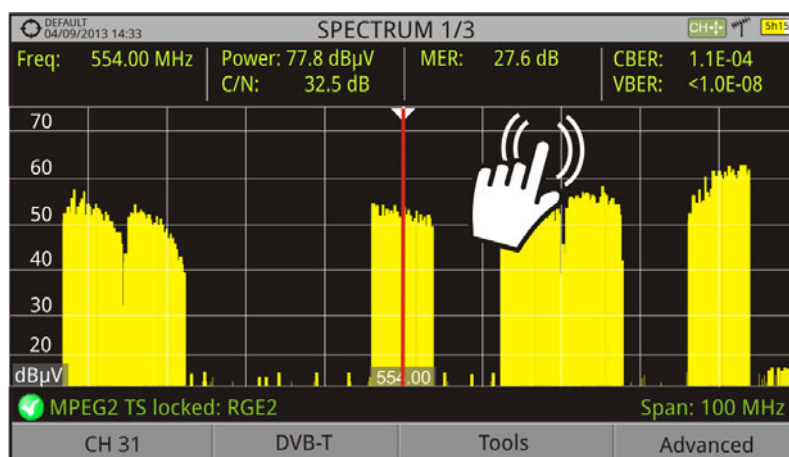 DEFAULT
04/09/2013 14:33
SPECTRUM 1/3
CH
5h15
Freq: 554.00 MHz
Power: 77.8 dBµV
C/N: 32.5 dB
MER: 27.6 dB
CBER: 1.1E-04
VBER: <1.0E-08
70
60
50
40
30
20
dBµV
554.00
MPEG2 TS locked: RGE2
Span: 100 MHz
CH 31
DVB-T
Tools
Advanced